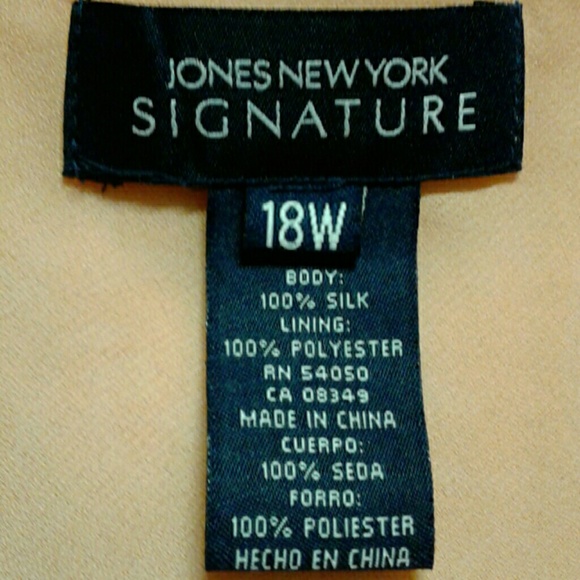 JONES NEW YORK
SIGNATURE
18W
BODY:
100% SILK
LINING:
100% POLYESTER
RN 54050
CA 08349
MADE IN CHINA
CUERPO:
100% SEDA
FORRO:
100% POLIESTER
HECHO EN CHINA